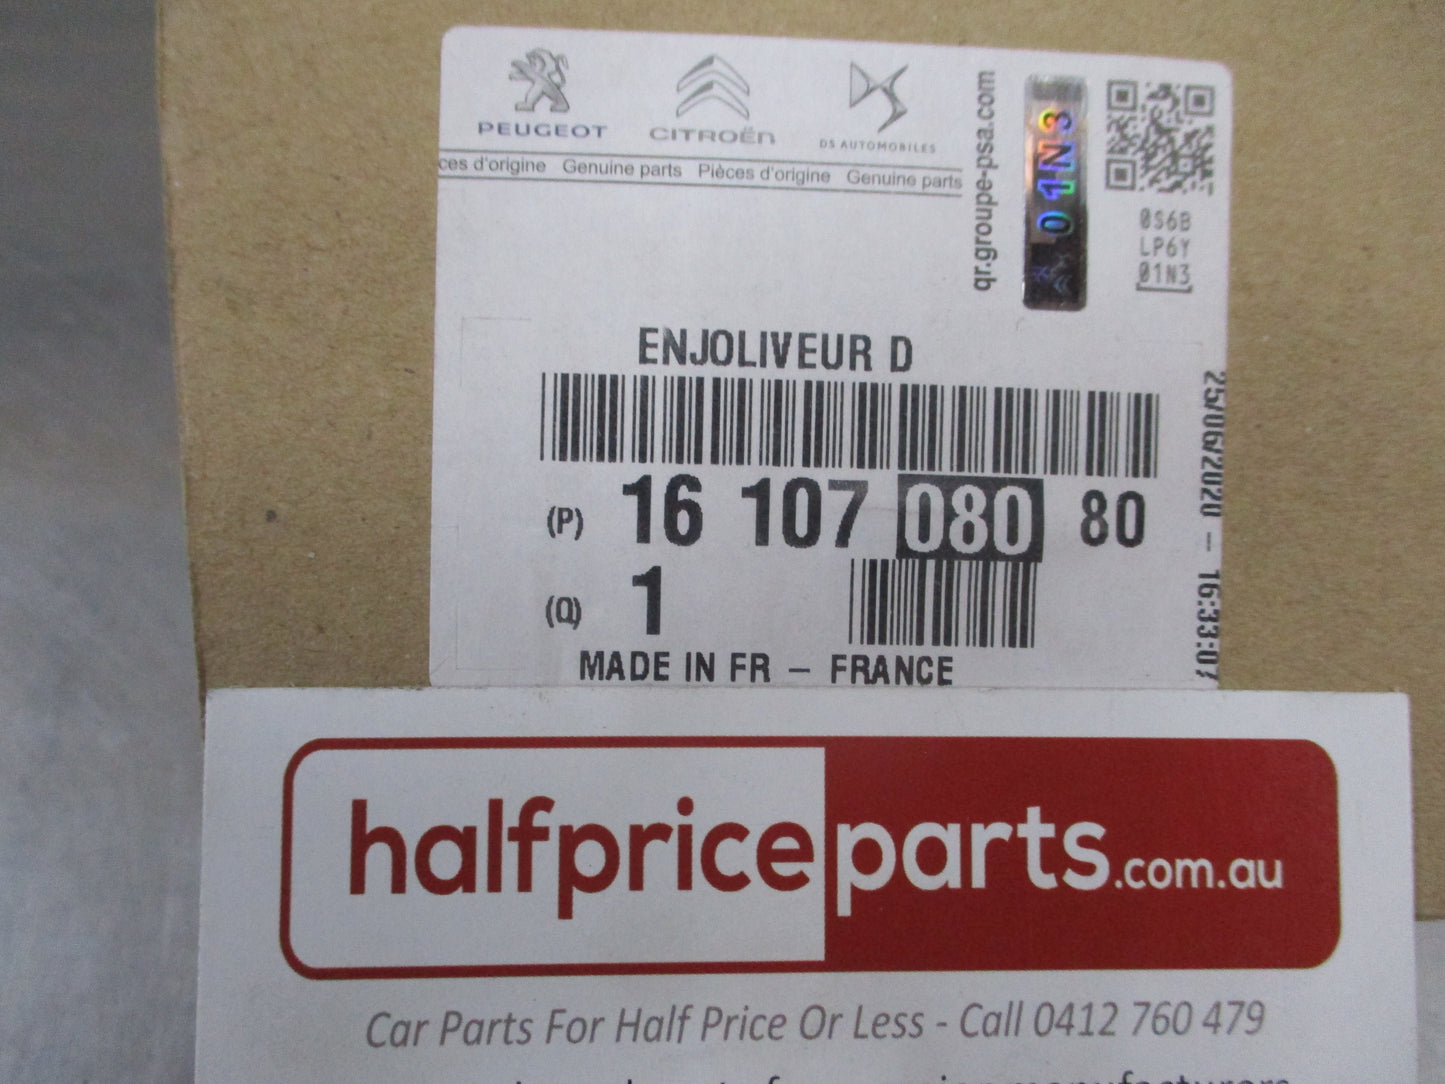 PEUGEOT CITROËN DS AUTOMOBILES
ces d'origine Genuine parts Pièces d'origine Genuine parts
qr.groupe-psa.com
01N3
0S6B
LP6Y
01N3
ENJOLIVEUR D
(P) 16 107 080 80
(Q) 1
MADE IN FR – FRANCE
25/06/2020 – 16:33:07
halfpriceparts.com.au
Car Parts For Half Price Or Less - Call 0412 760 479